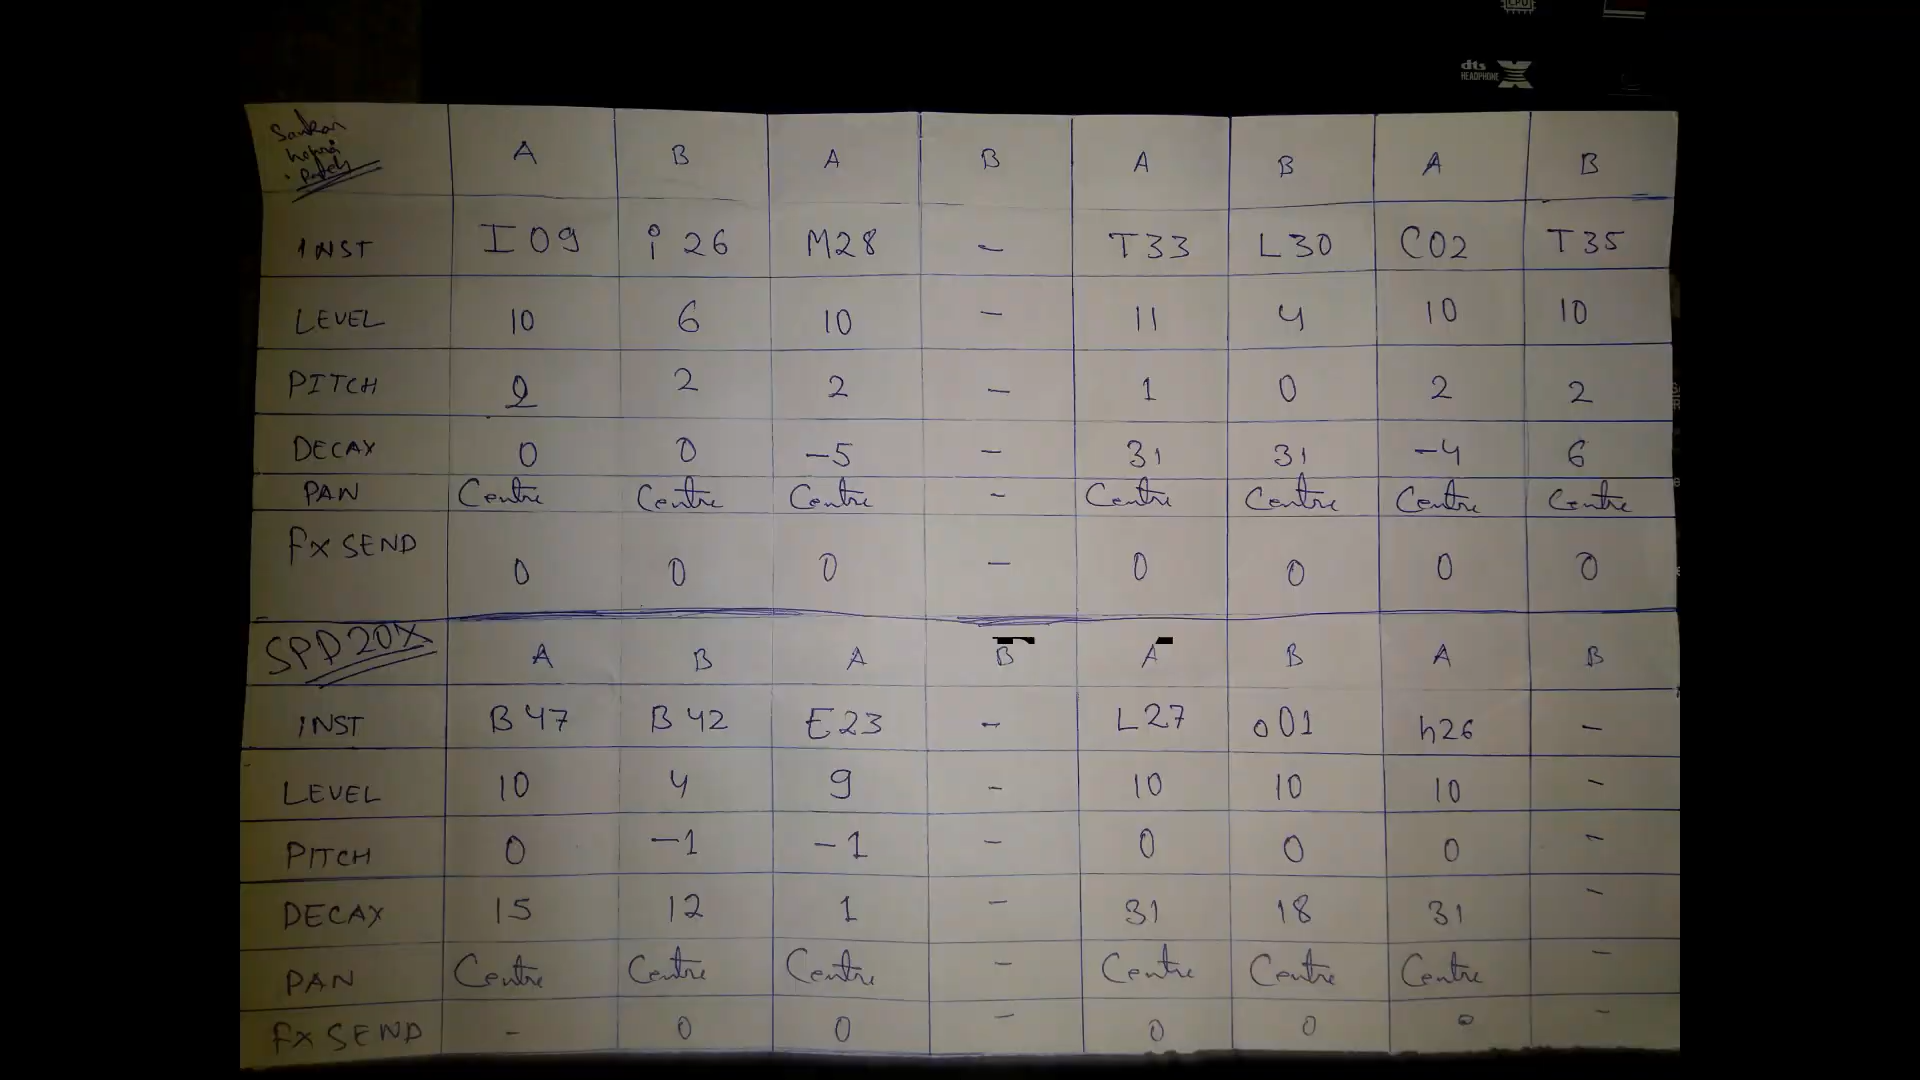 CPU
dts
HEADPHONE X
A B A B A B A B
INST I09 i26 M28 - T33 L30 C02 T35
LEVEL 10 6 10 - 11 4 10 10
PITCH 2 2 2 - 1 0 2 2
DECAY 0 0 -5 - 31 31 -4 6
PAN Centre Centre Centre - Centre Centre Centre Centre
FX SEND 0 0 0 - 0 0 0 0
SPD20X A B A B A B A B
INST B47 B42 E23 - L27 o01 h26 -
LEVEL 10 4 9 - 10 10 10 -
PITCH 0 -1 -1 - 0 0 0 -
DECAY 15 12 1 - 31 18 31 -
PAN Centre Centre Centre - Centre Centre Centre -
FX SEND - 0 0 - 0 0 0 -